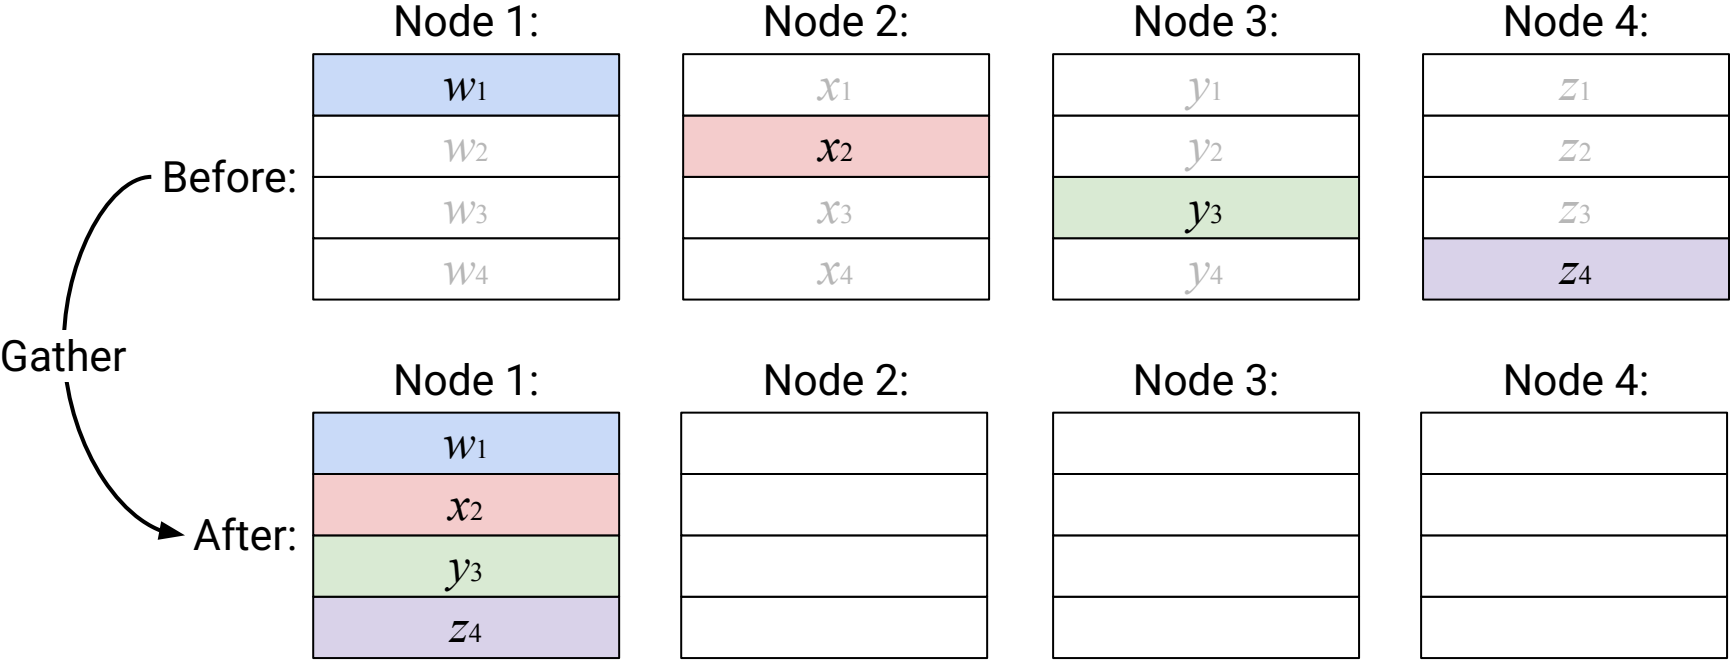 Node 1: Node 2: Node 3: Node 4:
w1 x1 y1 z1
w2 x2 y2 z2
Before:
w3 x3 y3 z3
w4 x4 y4 z4
Gather
Node 1: Node 2: Node 3: Node 4:
w1
x2
After:
y3
z4